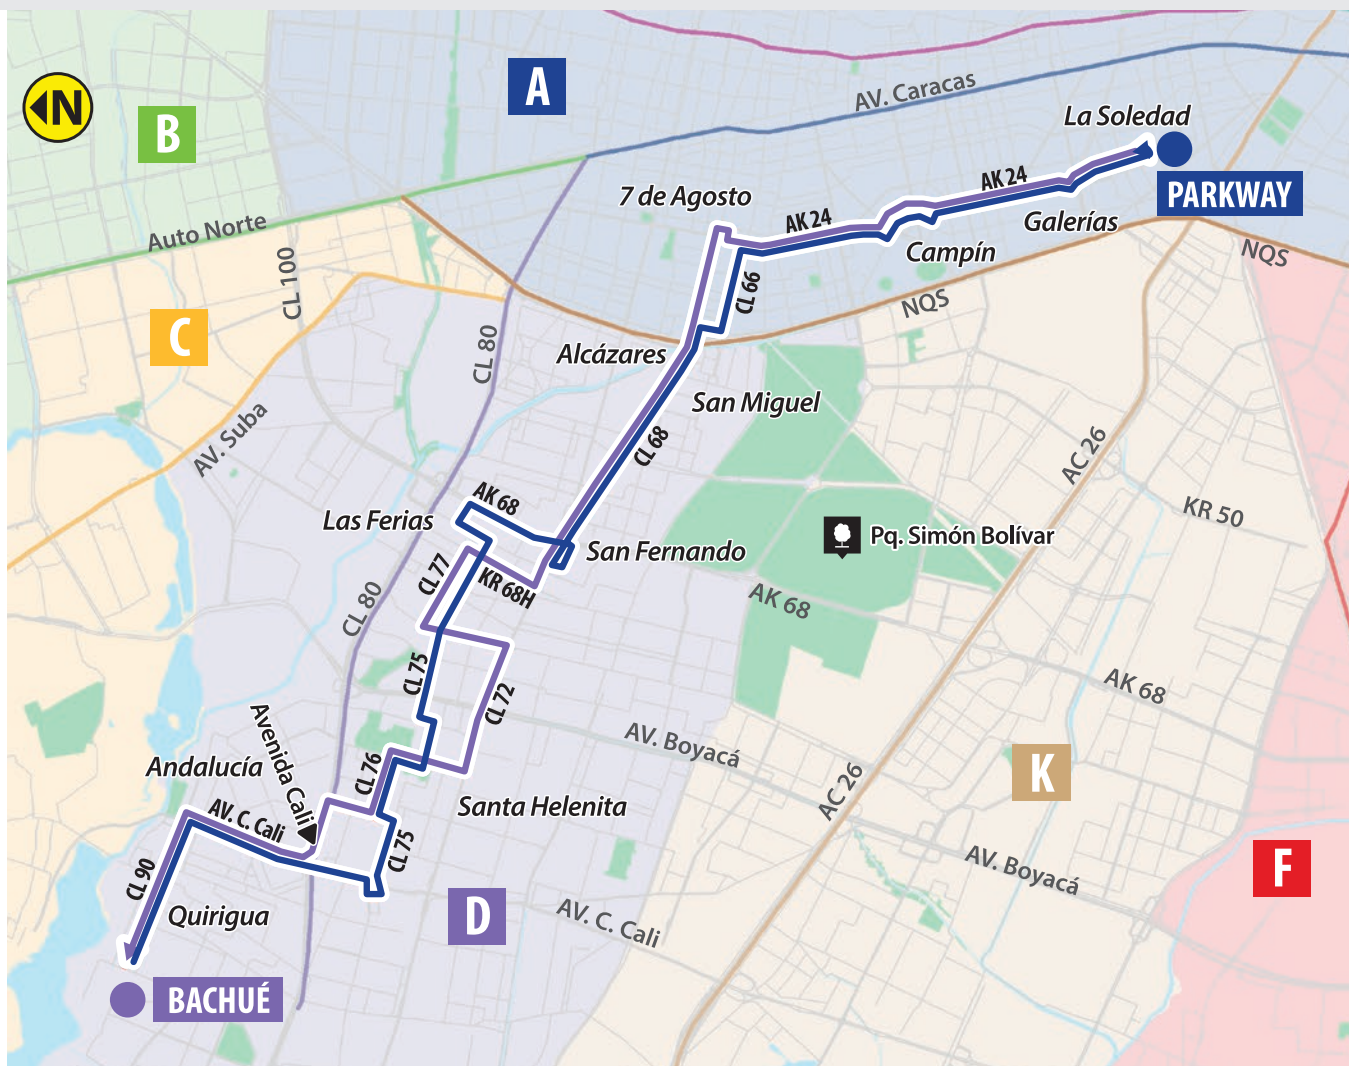 A
AV. Caracas
La Soledad
N
B
PARKWAY
7 de Agosto
AK 24
AK 24
Galerías
Auto Norte
Campín
NQS
CL 100
CL 66
NQS
C
CL 80
Alcázares
San Miguel
AV. Suba
CL 68
AC 26
AK 68
KR 50
Las Ferias
San Fernando
Pq. Simón Bolívar
CL 77
KR 68H
CL 80
AK 68
CL 75
CL 72
AK 68
Avenida Cali
AV. Boyacá
Andalucía
CL 76
K
AC 26
Santa Helenita
AV. C. Cali
CL 75
CL 90
AV. Boyacá
F
Quirigua
D
AV. C. Cali
BACHUÉ